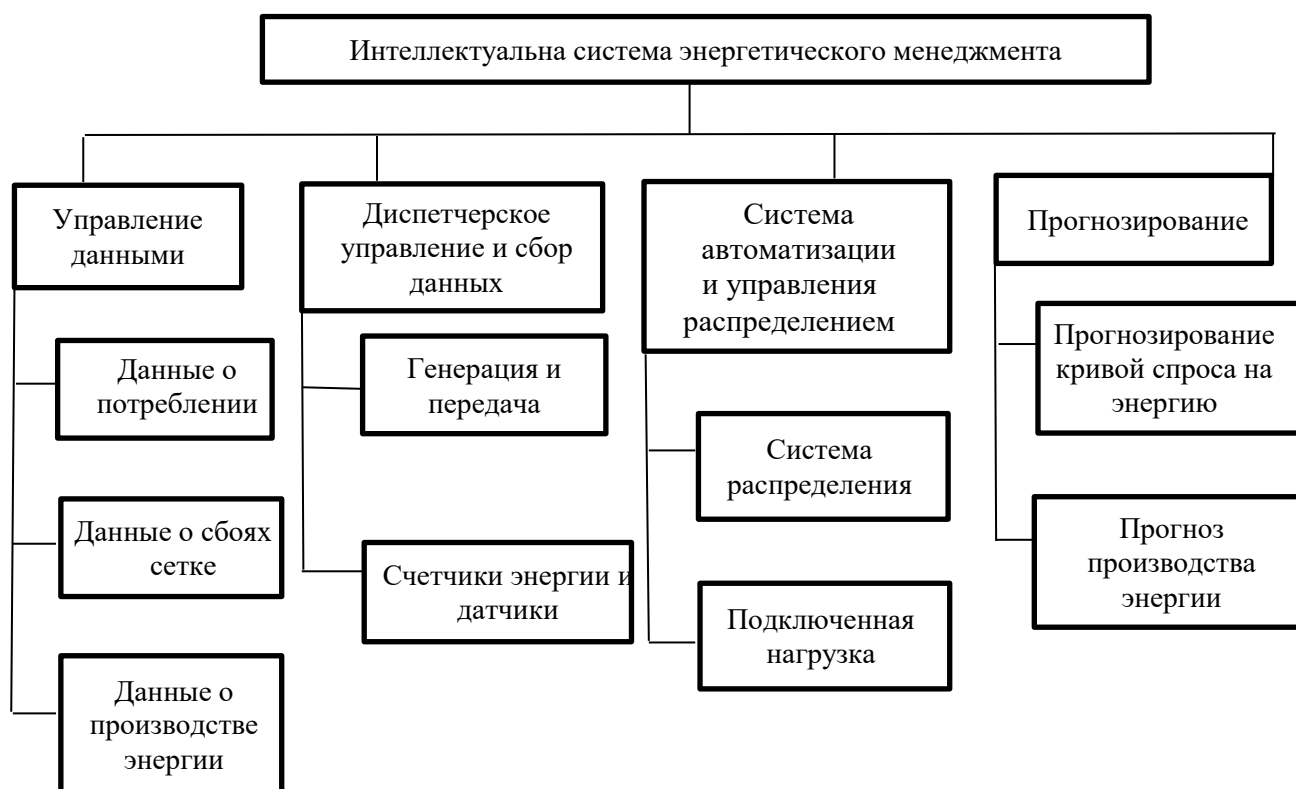 Интеллектуальна система энергетического менеджмента
Управление
данными
Диспетчерское
управление и сбор
данных
Система
автоматизации
и управления
распределением
Прогнозирование
Данные о
потреблении
Данные о сбоях
сетке
Данные о
производстве
энергии
Генерация и
передача
Счетчики энергии и
датчики
Система
распределения
Подключенная
нагрузка
Прогнозирование
кривой спроса на
энергию
Прогноз
производства
энергии